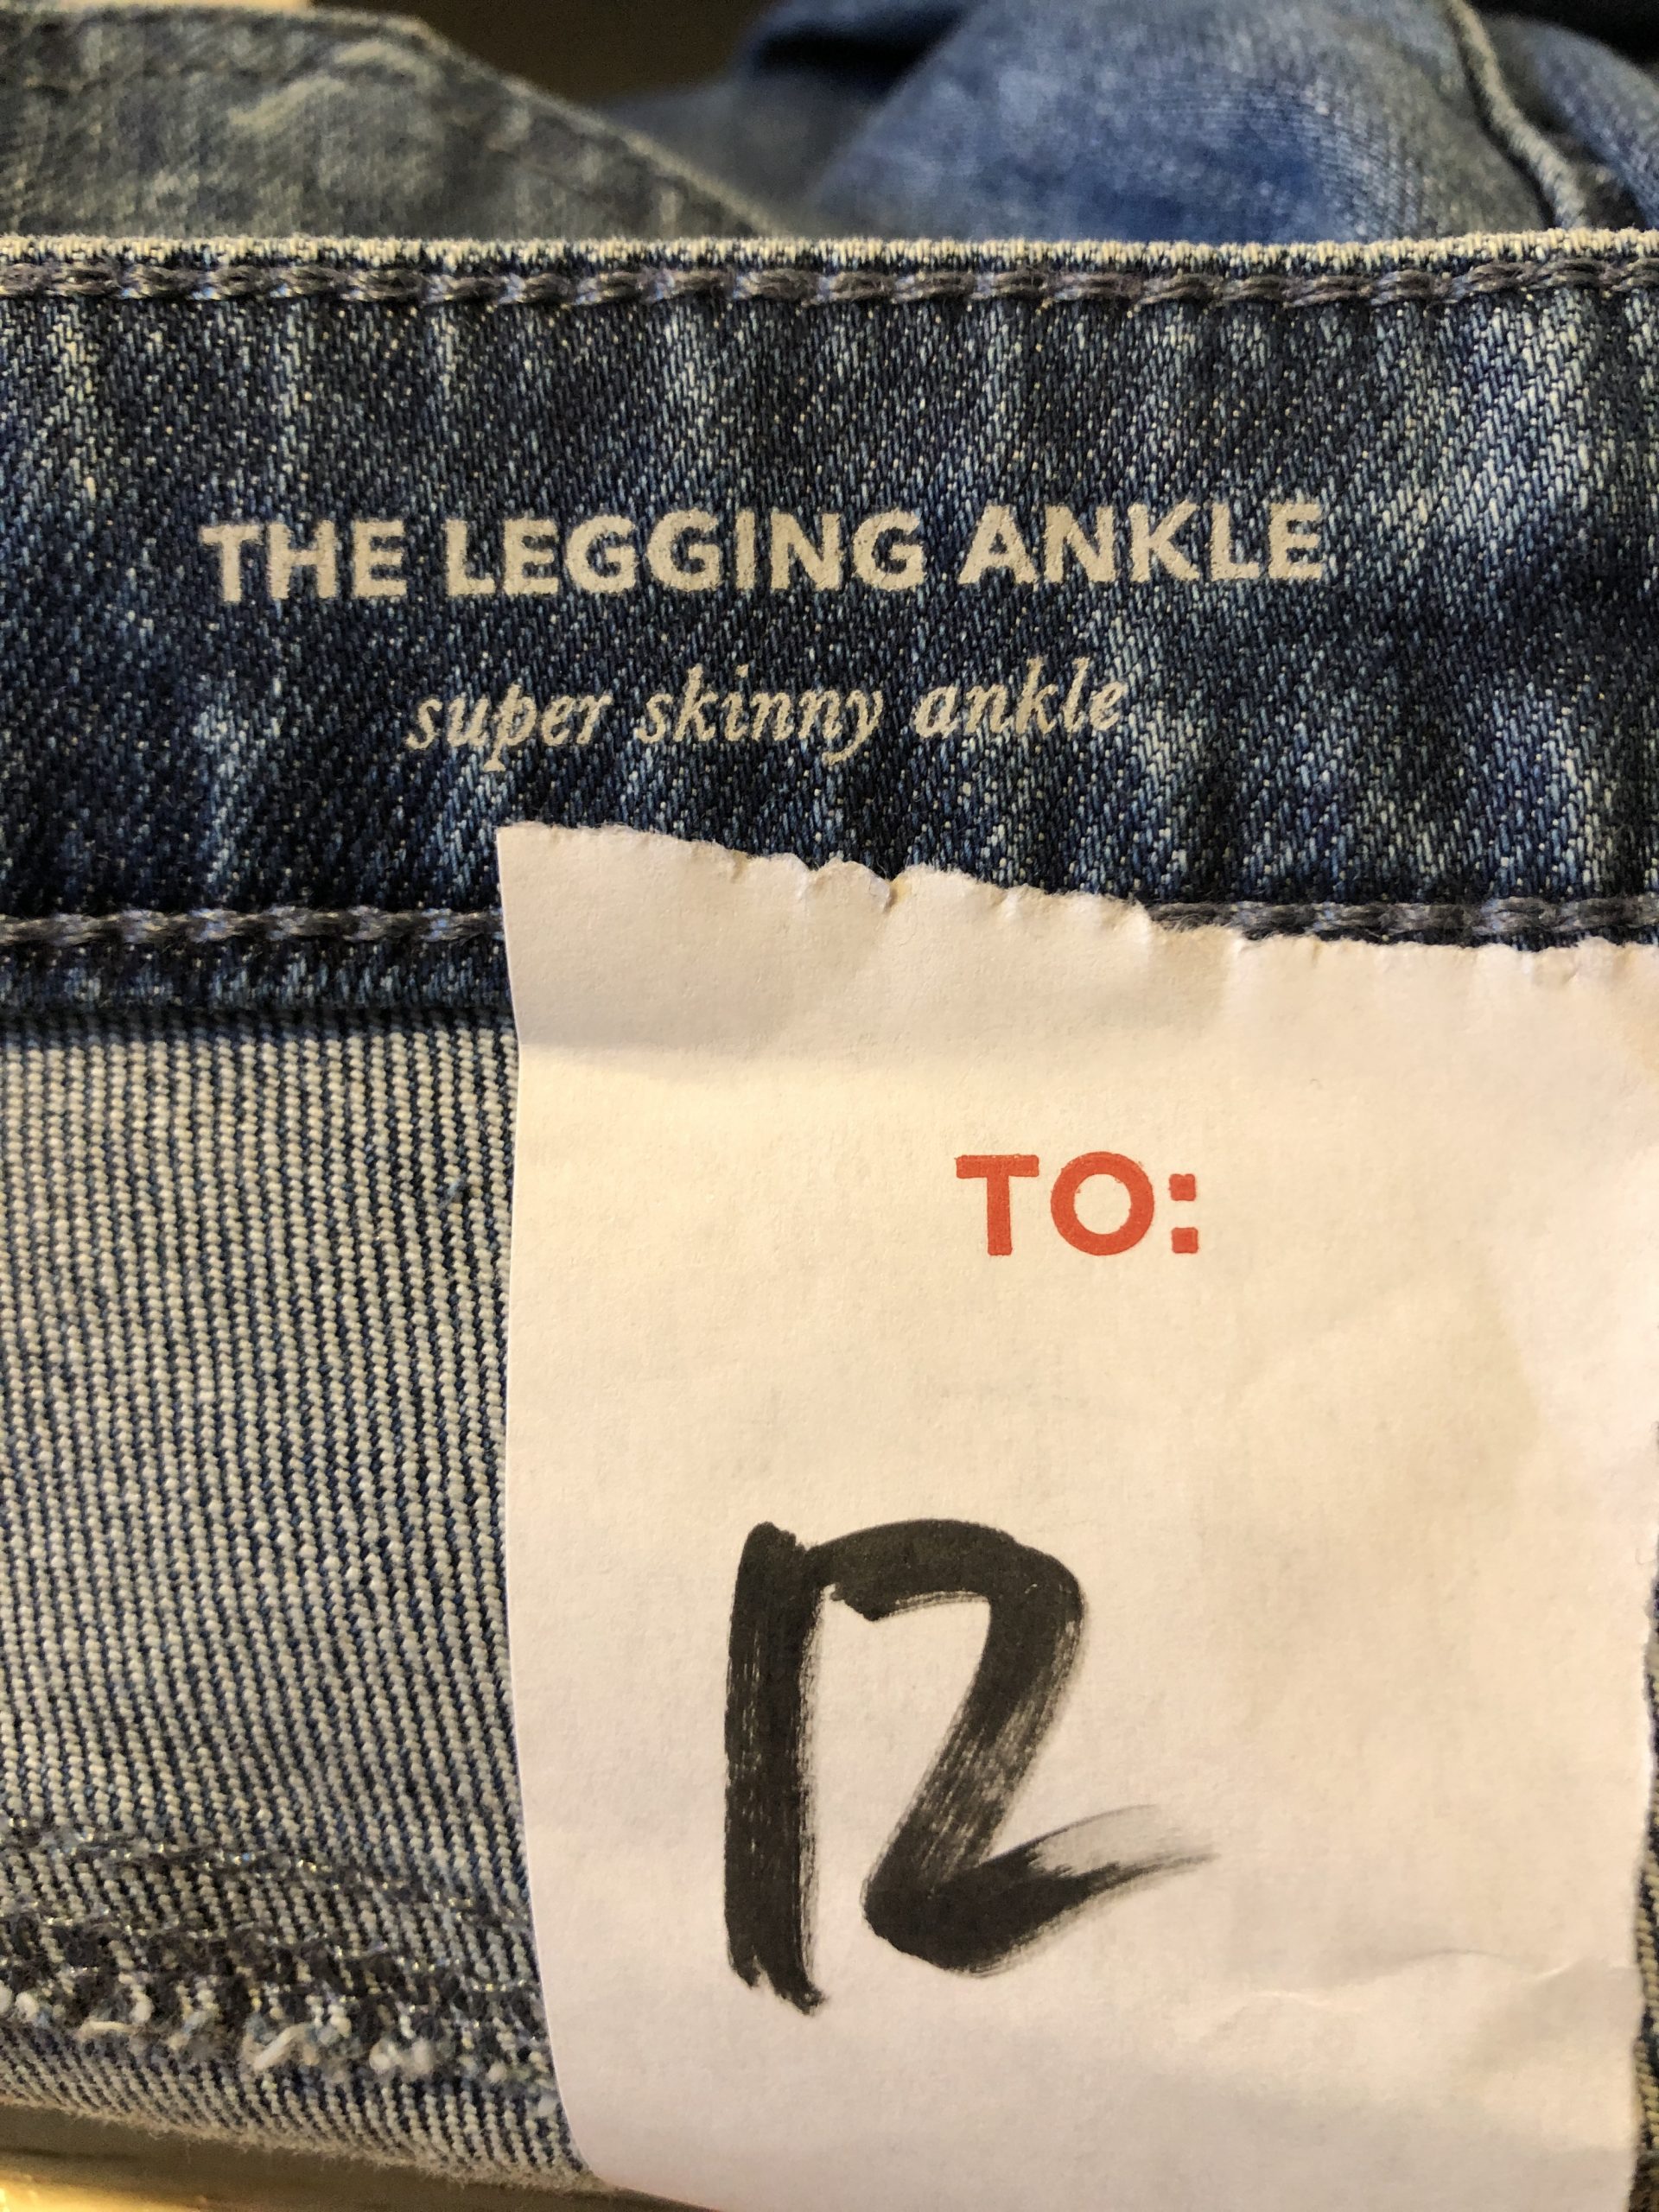 THE LEGGING ANKLE
super skinny ankle
TO:
12